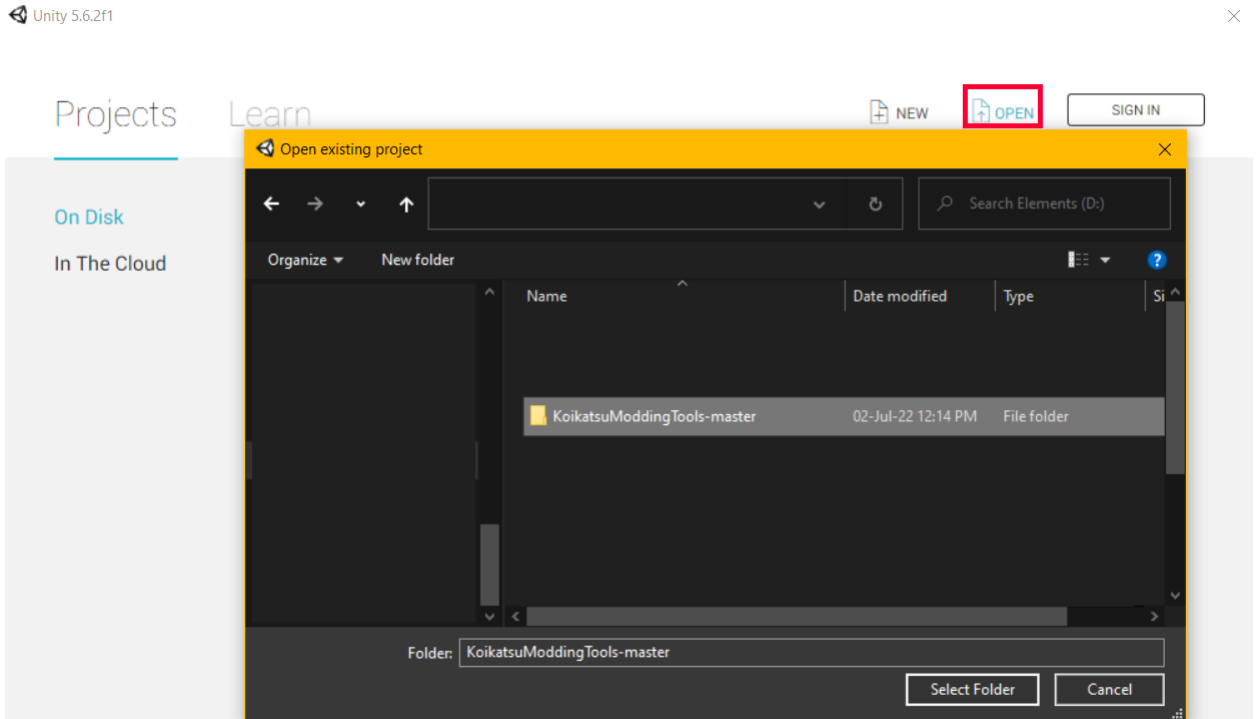 Unity 5.6.2f1
Projects Learn NEW OPEN SIGN IN
Open existing project
On Disk
In The Cloud
Search Elements (D:)
Organize New folder ?
Name Date modified Type Si
KoikatsuModdingTools-master 02-Jul-22 12:14 PM File folder
Folder: KoikatsuModdingTools-master
Select Folder Cancel